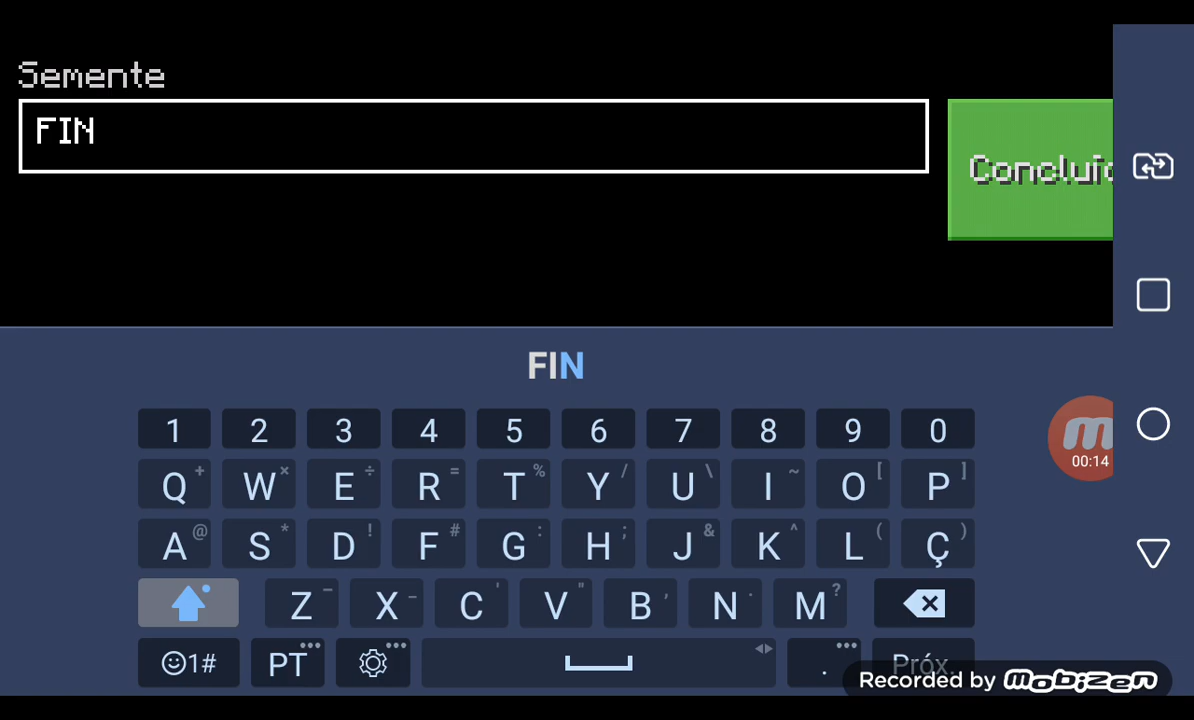 Semente
FIN
Concluíd
FIN
1 2 3 4 5 6 7 8 9 0
Q + W × E ÷ R = T % Y / U \ I ~ O [ P ]
A @ S * D ! F # G : H ; J & K ^ L ( Ç )
Z _ X - C ' V " B , N . M ?
1# PT . Próx.
00:14
Recorded by mobizen